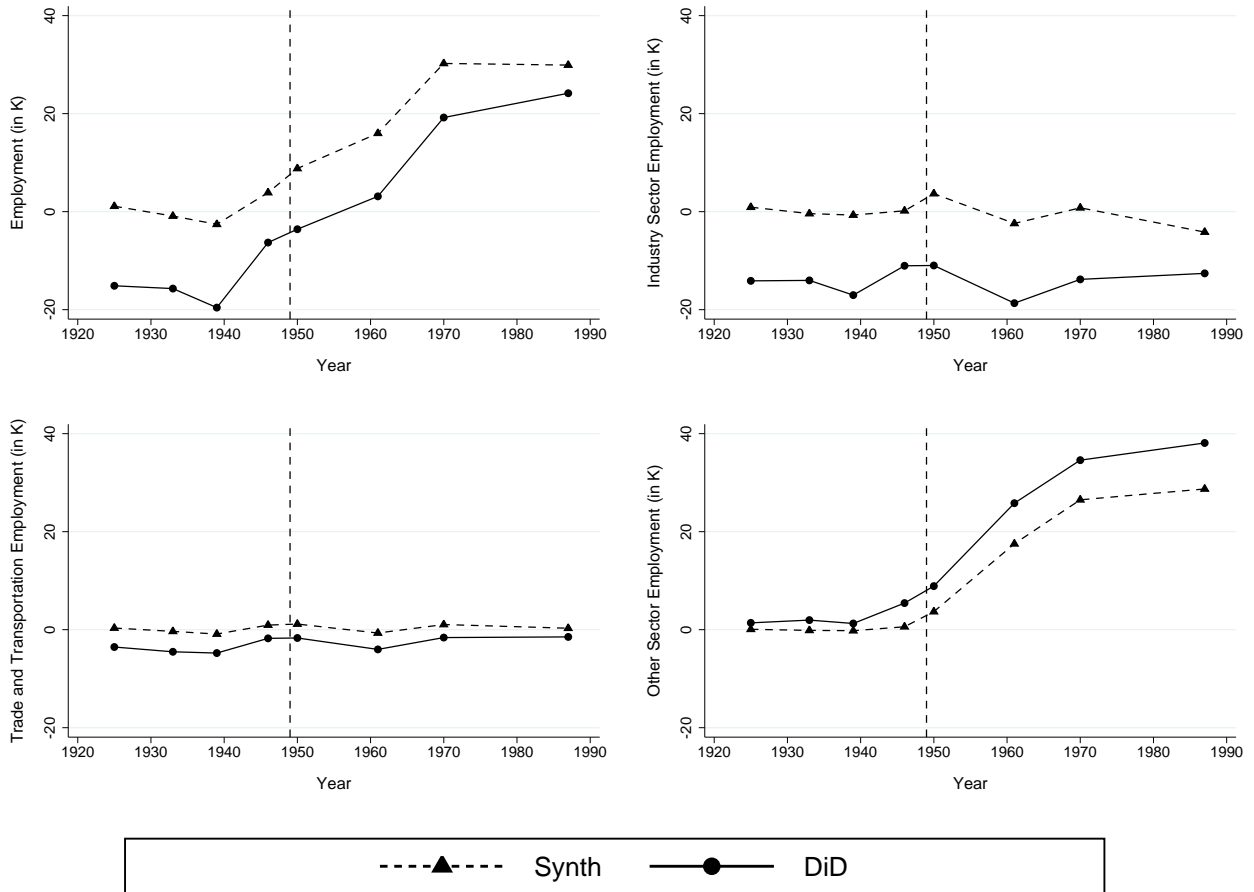 Employment (in K)
40
20
0
-20
1920 1930 1940 1950 1960 1970 1980 1990
Year
Industry Sector Employment (in K)
40
20
0
-20
1920 1930 1940 1950 1960 1970 1980 1990
Year
Trade and Transportation Employment (in K)
40
20
0
-20
1920 1930 1940 1950 1960 1970 1980 1990
Year
Other Sector Employment (in K)
40
20
0
-20
1920 1930 1940 1950 1960 1970 1980 1990
Year
Synth DiD